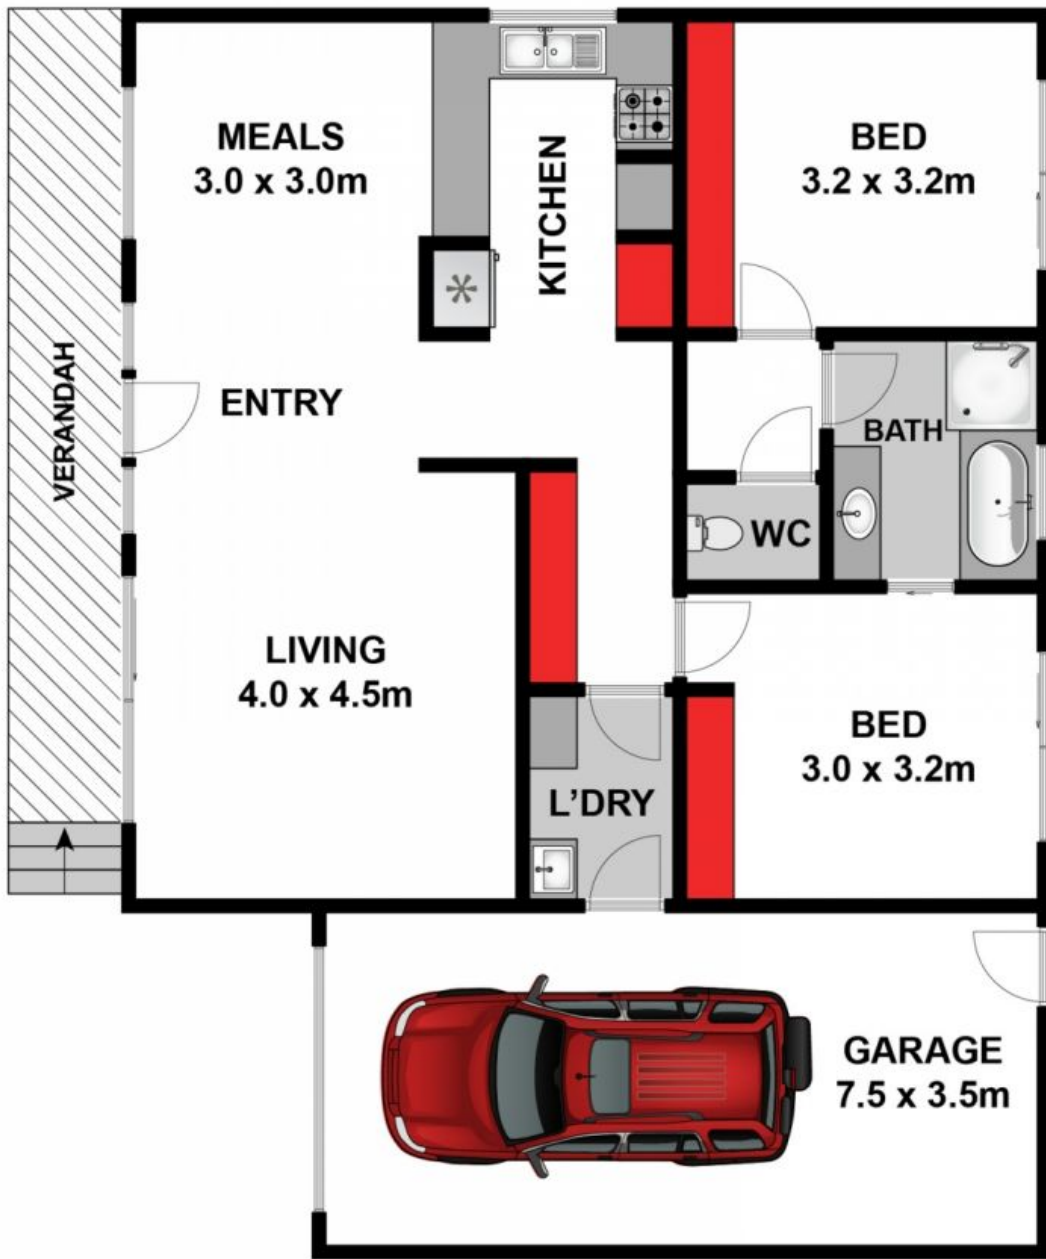 MEALS
3.0 x 3.0m
KITCHEN
BED
3.2 x 3.2m
VERANDAH
ENTRY
BATH
WC
LIVING
4.0 x 4.5m
BED
3.0 x 3.2m
L'DRY
GARAGE
7.5 x 3.5m